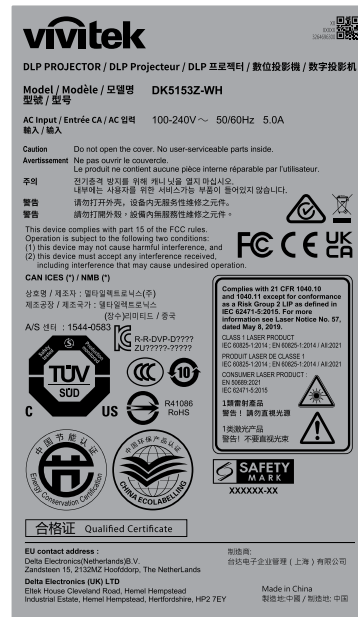 vivitek
DLP PROJECTOR / DLP Projecteur / DLP 프로젝터 / 數位投影機 / 数字投影机
Model / Modèle / 모델명 DK5153Z-WH
型號 / 型号
AC Input / Entrée CA / AC 입력 100-240V～ 50/60Hz 5.0A
輸入 / 输入
Caution Do not open the cover. No user-serviceable parts inside.
Avertissement Ne pas ouvrir le couvercle.
Le produit ne contient aucune pièce interne réparable par l'utilisateur.
주의 전기충격 방지를 위해 캐니닛을 열지 마십시오.
내부에는 사용자를 위한 서비스가능 부품이 들어있지 않습니다.
警告 请勿打开外壳，设备内无服务性维修之元件。
警告 請勿打開外殼，設備內無服務性維修之元件。
This device complies with part 15 of the FCC rules.
Operation is subject to the following two conditions:
(1) this device may not cause harmful interference, and
(2) this device must accept any interference received,
including interference that may cause undesired operation.
FC CE UK CA
CAN ICES (*) / NMB (*)
상호명 / 제조자 : 델타일렉트로닉스(주)
제조공장 / 제조국가 : 델타일렉트로닉스
(창수)리미티드 / 중국
A/S 센터 : 1544-0583
R-R-DVP-D????
ZU?????-?????
TÜV
SÜD
C US
CCC
10
R41086
RoHS
Complies with 21 CFR 1040.10
and 1040.11 except for conformance
as a Risk Group 2 LIP as defined in
IEC 62471-5:2015. For more
information see Laser Notice No. 57,
dated May 8, 2019.
CLASS 1 LASER PRODUCT
IEC 60825-1:2014 ; EN 60825-1:2014 / AII:2021
PRODUIT LASER DE CLASSE 1
IEC 60825-1:2014 ; EN 60825-1:2014 / AII:2021
CONSUMER LASER PRODUCT :
EN 50689:2021
IEC 62471-5:2015
1類雷射產品
警告！ 請勿直視光源
1类激光产品
警告！ 不要直视光束
中国节能认证
Energy Conservation Certification
中国环保产品认证
CHINA ECOLABELLING
S SAFETY
MARK
XXXXXX-XX
合格证 Qualified Certificate
EU contact address :
Delta Electronics(Netherlands)B.V.
Zandsteen 15, 2132MZ Hoofddorp, The NetherLands
Delta Electronics (UK) LTD
Eltek House Cleveland Road, Hemel Hempstead
Industrial Estate, Hemel Hempstead, Hertfordshire, HP2 7EY
制造商:
台达电子企业管理（上海）有限公司
Made in China
製造地:中國 / 制造地: 中国